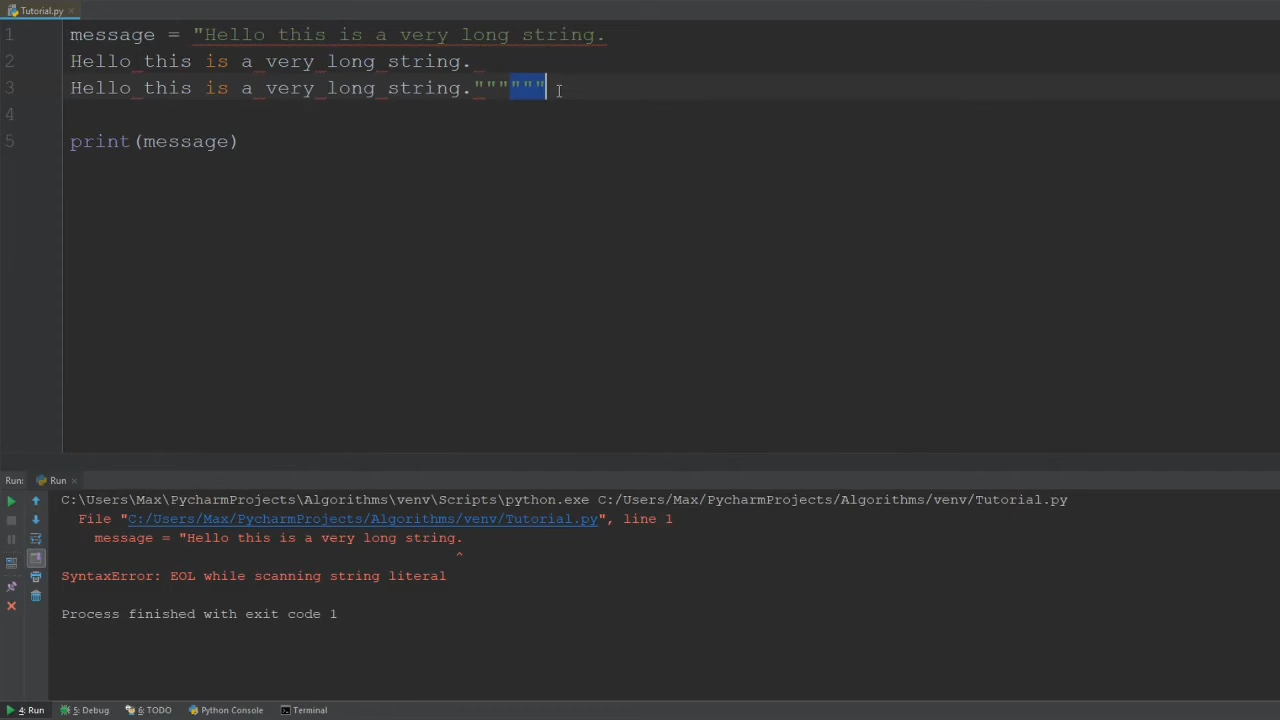 Tutorial.py
1 message = "Hello this is a very long string.
2 Hello this is a very long string.
3 Hello this is a very long string.""""""
4
5 print(message)
Run: Run
C:\Users\Max\PycharmProjects\Algorithms\venv\Scripts\python.exe C:/Users/Max/PycharmProjects/Algorithms/venv/Tutorial.py
File "C:/Users/Max/PycharmProjects/Algorithms/venv/Tutorial.py", line 1
message = "Hello this is a very long string.
^
SyntaxError: EOL while scanning string literal
Process finished with exit code 1
4: Run 5: Debug 6: TODO Python Console Terminal